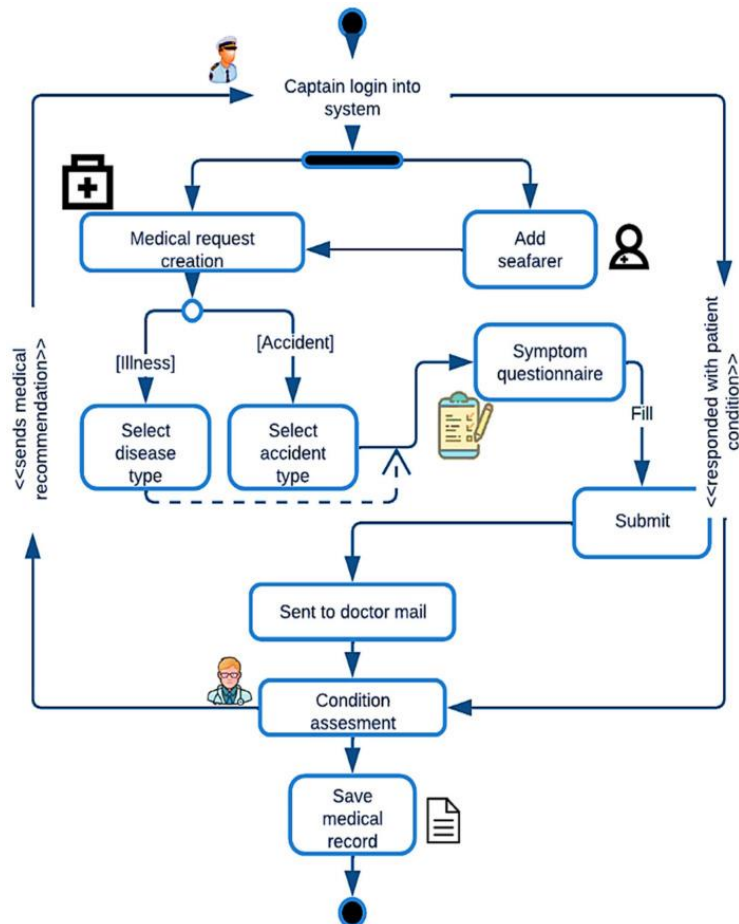 Captain login into
system
Medical request
creation
Add
seafarer
[Illness]
[Accident]
Symptom
questionnaire
<<sends medical
recommendation>>
<<responded with patient
condition>>
Fill
Select
disease
type
Select
accident
type
Submit
Sent to doctor mail
Condition
assesment
Save
medical
record